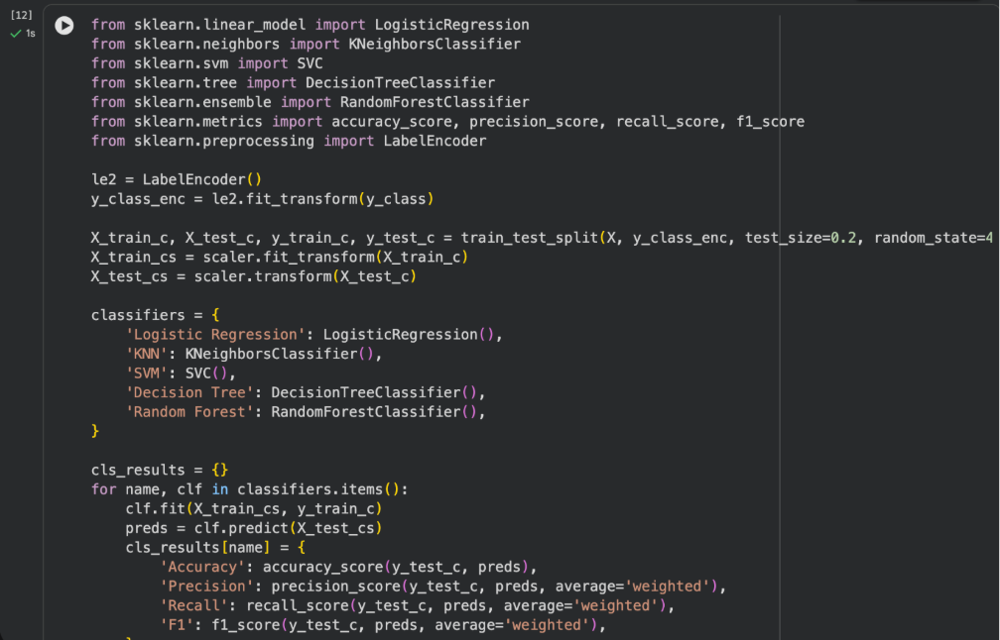 [12]
1s
from sklearn.linear_model import LogisticRegression
from sklearn.neighbors import KNeighborsClassifier
from sklearn.svm import SVC
from sklearn.tree import DecisionTreeClassifier
from sklearn.ensemble import RandomForestClassifier
from sklearn.metrics import accuracy_score, precision_score, recall_score, f1_score
from sklearn.preprocessing import LabelEncoder

le2 = LabelEncoder()
y_class_enc = le2.fit_transform(y_class)

X_train_c, X_test_c, y_train_c, y_test_c = train_test_split(X, y_class_enc, test_size=0.2, random_state=4
X_train_cs = scaler.fit_transform(X_train_c)
X_test_cs = scaler.transform(X_test_c)

classifiers = {
    'Logistic Regression': LogisticRegression(),
    'KNN': KNeighborsClassifier(),
    'SVM': SVC(),
    'Decision Tree': DecisionTreeClassifier(),
    'Random Forest': RandomForestClassifier(),
}

cls_results = {}
for name, clf in classifiers.items():
    clf.fit(X_train_cs, y_train_c)
    preds = clf.predict(X_test_cs)
    cls_results[name] = {
        'Accuracy': accuracy_score(y_test_c, preds),
        'Precision': precision_score(y_test_c, preds, average='weighted'),
        'Recall': recall_score(y_test_c, preds, average='weighted'),
        'F1': f1_score(y_test_c, preds, average='weighted'),